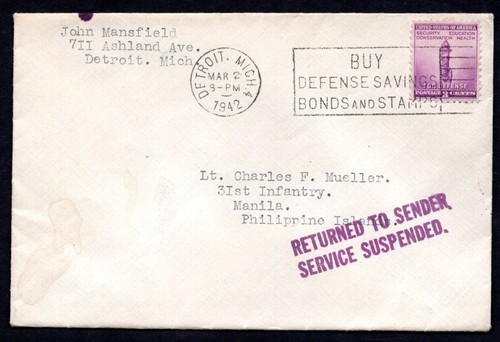 John Mansfield
711 Ashland Ave.
Detroit. Mich
DETROIT, MICH. 4
MAR 2
9-PM
1942
BUY
DEFENSE SAVINGS
BONDS AND STAMPS
UNITED STATES OF AMERICA
SECURITY EDUCATION
CONSERVATION HEALTH
FOR DEFENSE
POSTAGE 3 CENTS
Lt. Charles F. Mueller.
31st Infantry.
Manila.
Philippine Islands.
RETURNED TO SENDER
SERVICE SUSPENDED.